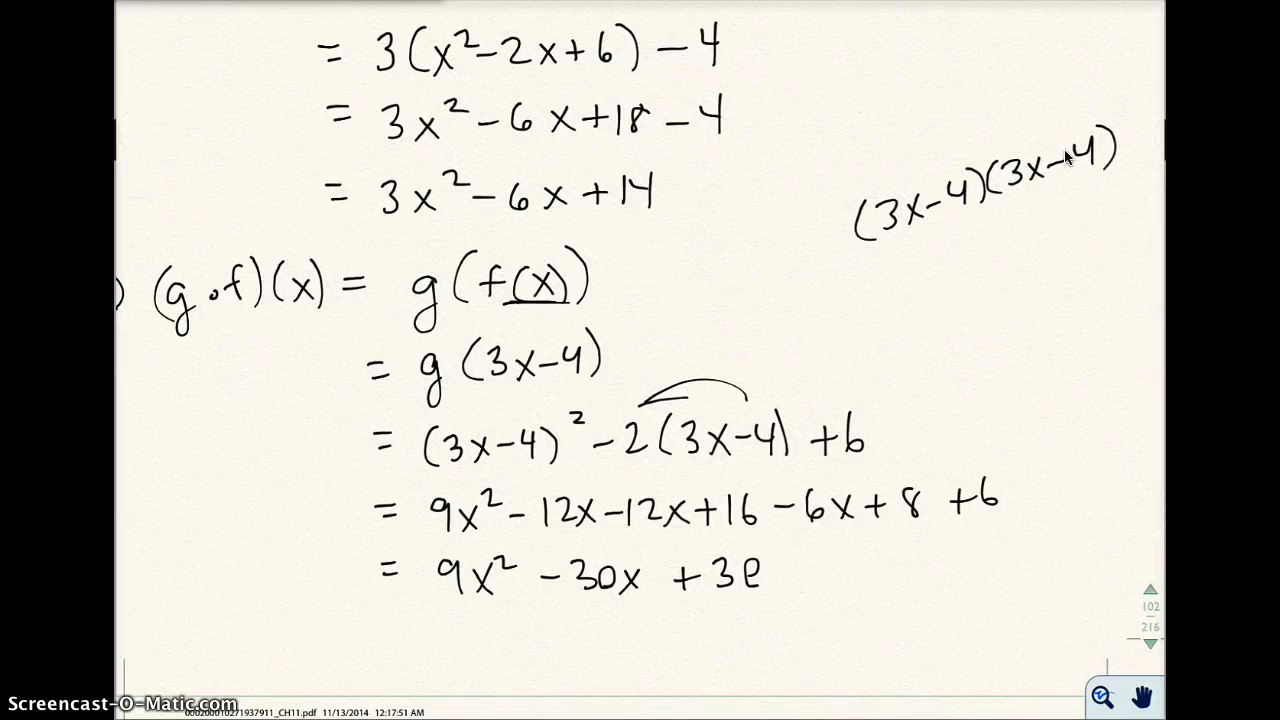 = 3(x²-2x+6) - 4
= 3x² - 6x + 18 - 4
= 3x² - 6x + 14
(3x-4)(3x-4)
) (g∘f)(x) = g(f(x))
= g(3x-4)
= (3x-4)² - 2(3x-4) + 6
= 9x² - 12x - 12x + 16 - 6x + 8 + 6
= 9x² - 30x + 30
102
216
Screencast-O-Matic.com
000200010271937911_CH11.pdf 11/13/2014 12:17:51 AM